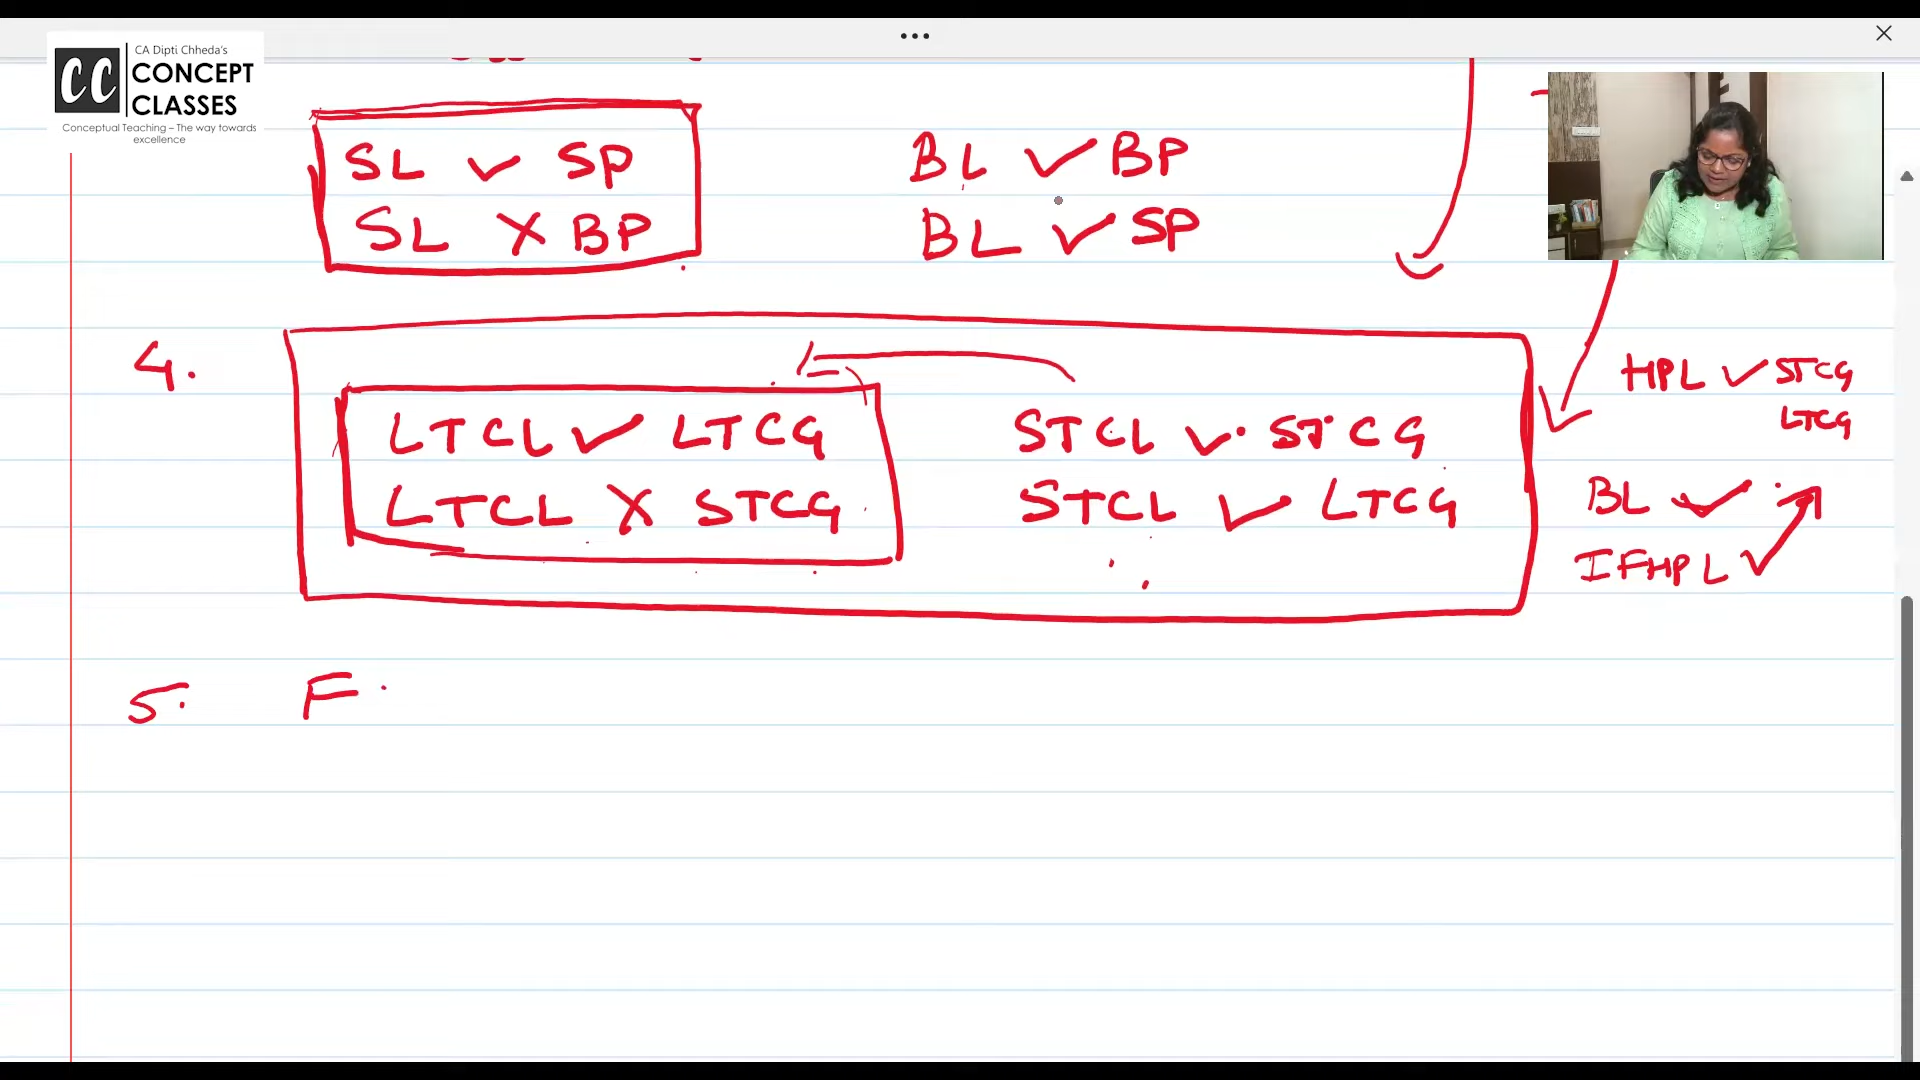 CC
CA Dipti Chheda's
CONCEPT
CLASSES
Conceptual Teaching – The way towards
excellence
SL ✓ SP
SL X BP
BL ✓ BP
BL ✓ SP
4.
LTCL ✓ LTCG
LTCL X STCG
STCL ✓ STCG
STCL ✓ LTCG
HPL ✓ STCG
LTCG
BL ✓
IFHPL ✓
5. F